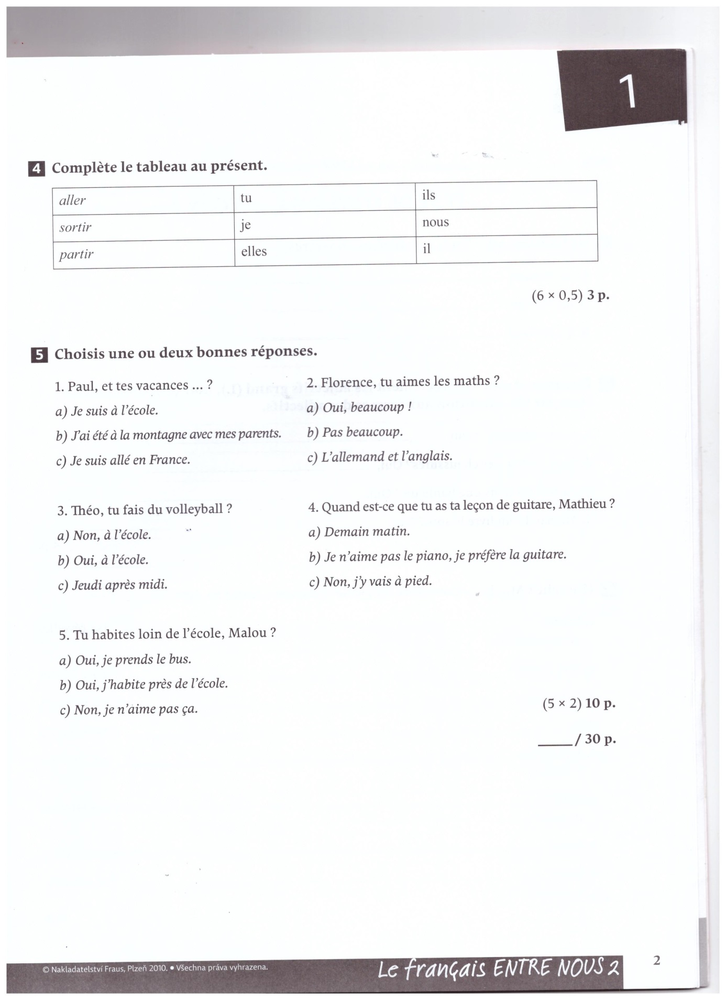 1
4 Complète le tableau au présent.
aller tu ils
sortir je nous
partir elles il
(6 × 0,5) 3 p.
5 Choisis une ou deux bonnes réponses.
1. Paul, et tes vacances ... ?
a) Je suis à l'école.
b) J'ai été à la montagne avec mes parents.
c) Je suis allé en France.
2. Florence, tu aimes les maths ?
a) Oui, beaucoup !
b) Pas beaucoup.
c) L'allemand et l'anglais.
3. Théo, tu fais du volleyball ?
a) Non, à l'école.
b) Oui, à l'école.
c) Jeudi après midi.
4. Quand est-ce que tu as ta leçon de guitare, Mathieu ?
a) Demain matin.
b) Je n'aime pas le piano, je préfère la guitare.
c) Non, j'y vais à pied.
5. Tu habites loin de l'école, Malou ?
a) Oui, je prends le bus.
b) Oui, j'habite près de l'école.
c) Non, je n'aime pas ça.
(5 × 2) 10 p.
_____ / 30 p.
© Nakladatelství Fraus, Plzeň 2010. • Všechna práva vyhrazena.
Le français ENTRE NOUS 2
2